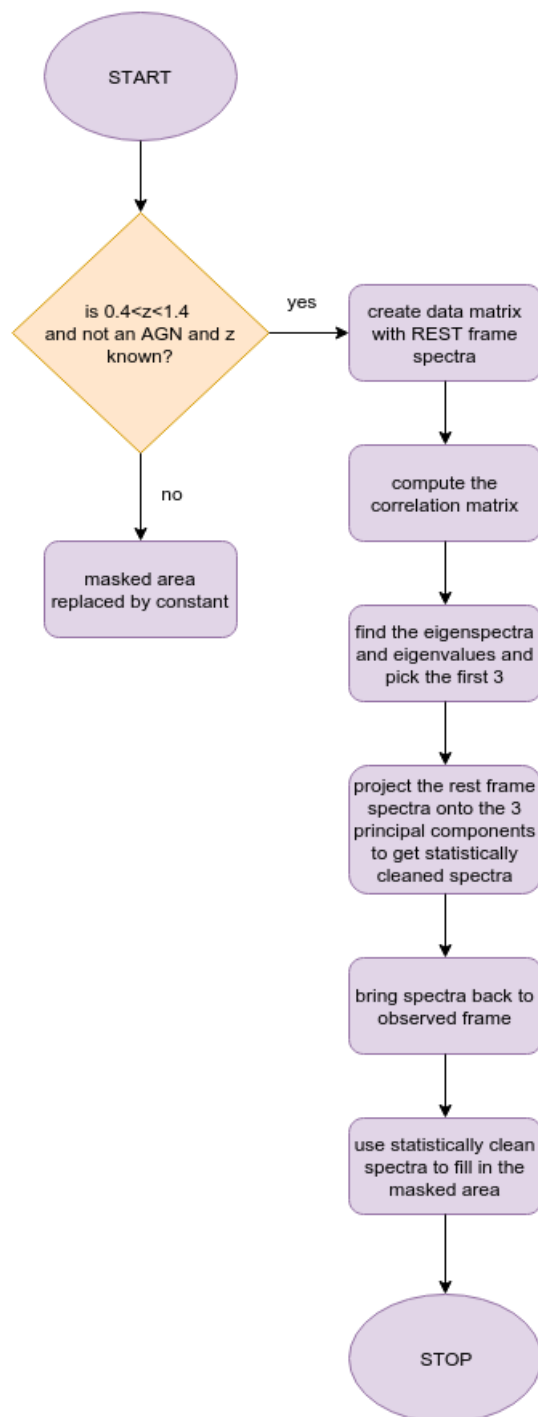 START
is 0.4<z<1.4
and not an AGN and z
known?
yes
create data matrix
with REST frame
spectra
no
compute the
correlation matrix
masked area
replaced by constant
find the eigenspectra
and eigenvalues and
pick the first 3
project the rest frame
spectra onto the 3
principal components
to get statistically
cleaned spectra
bring spectra back to
observed frame
use statistically clean
spectra to fill in the
masked area
STOP